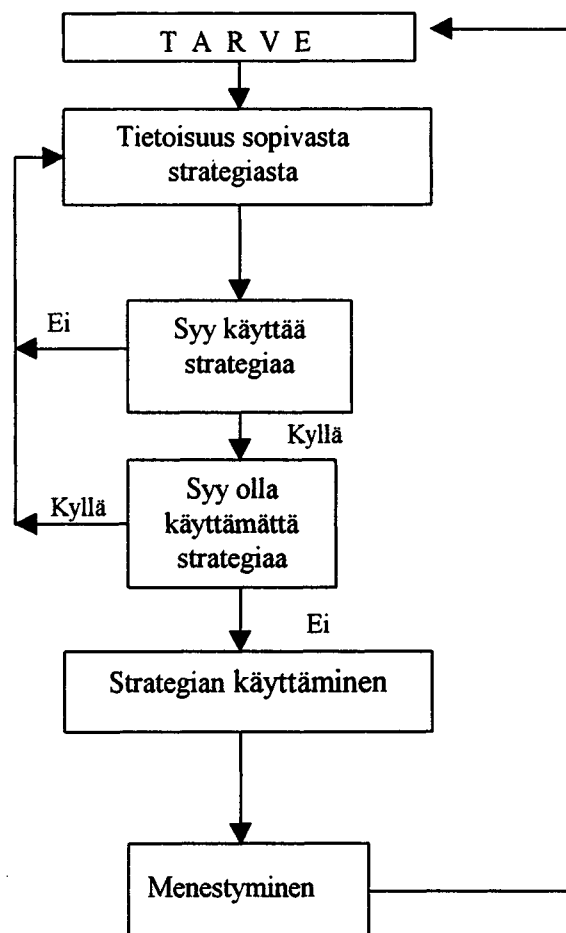 T A R V E
Tietoisuus sopivasta
strategiasta
Ei
Syy käyttää
strategiaa
Kyllä
Kyllä
Syy olla
käyttämättä
strategiaa
Ei
Strategian käyttäminen
Menestyminen